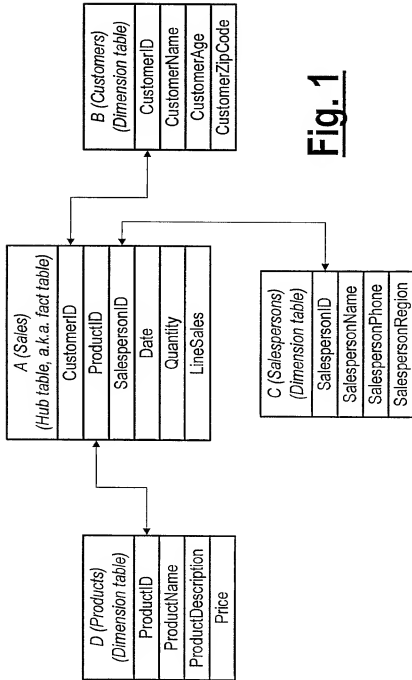 D (Products)
(Dimension table)
ProductID
ProductName
ProductDescription
Price
A (Sales)
(Hub table, a.k.a. fact table)
CustomerID
ProductID
SalespersonID
Date
Quantity
LineSales
B (Customers)
(Dimension table)
CustomerID
CustomerName
CustomerAge
CustomerZipCode
C (Salespersons)
(Dimension table)
SalespersonID
SalespersonName
SalespersonPhone
SalespersonRegion
Fig. 1